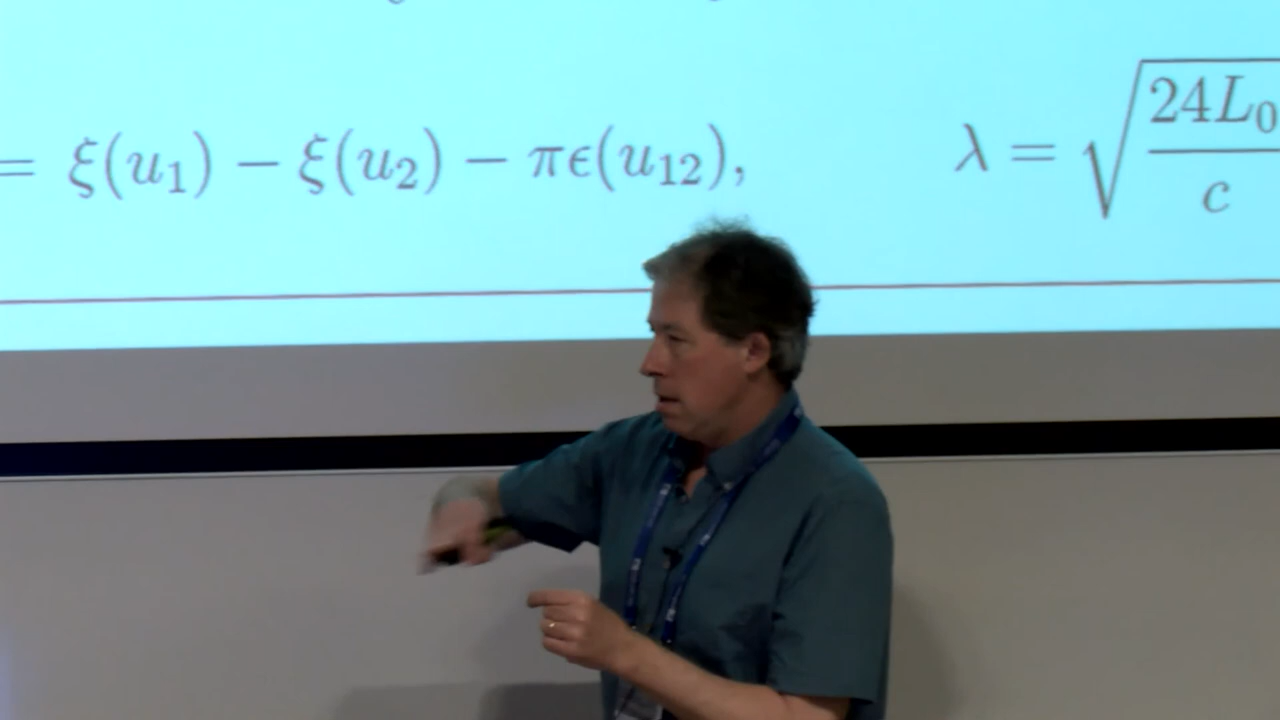 = ξ(u₁) − ξ(u₂) − πϵ(u₁₂), λ = √(24L₀/c)